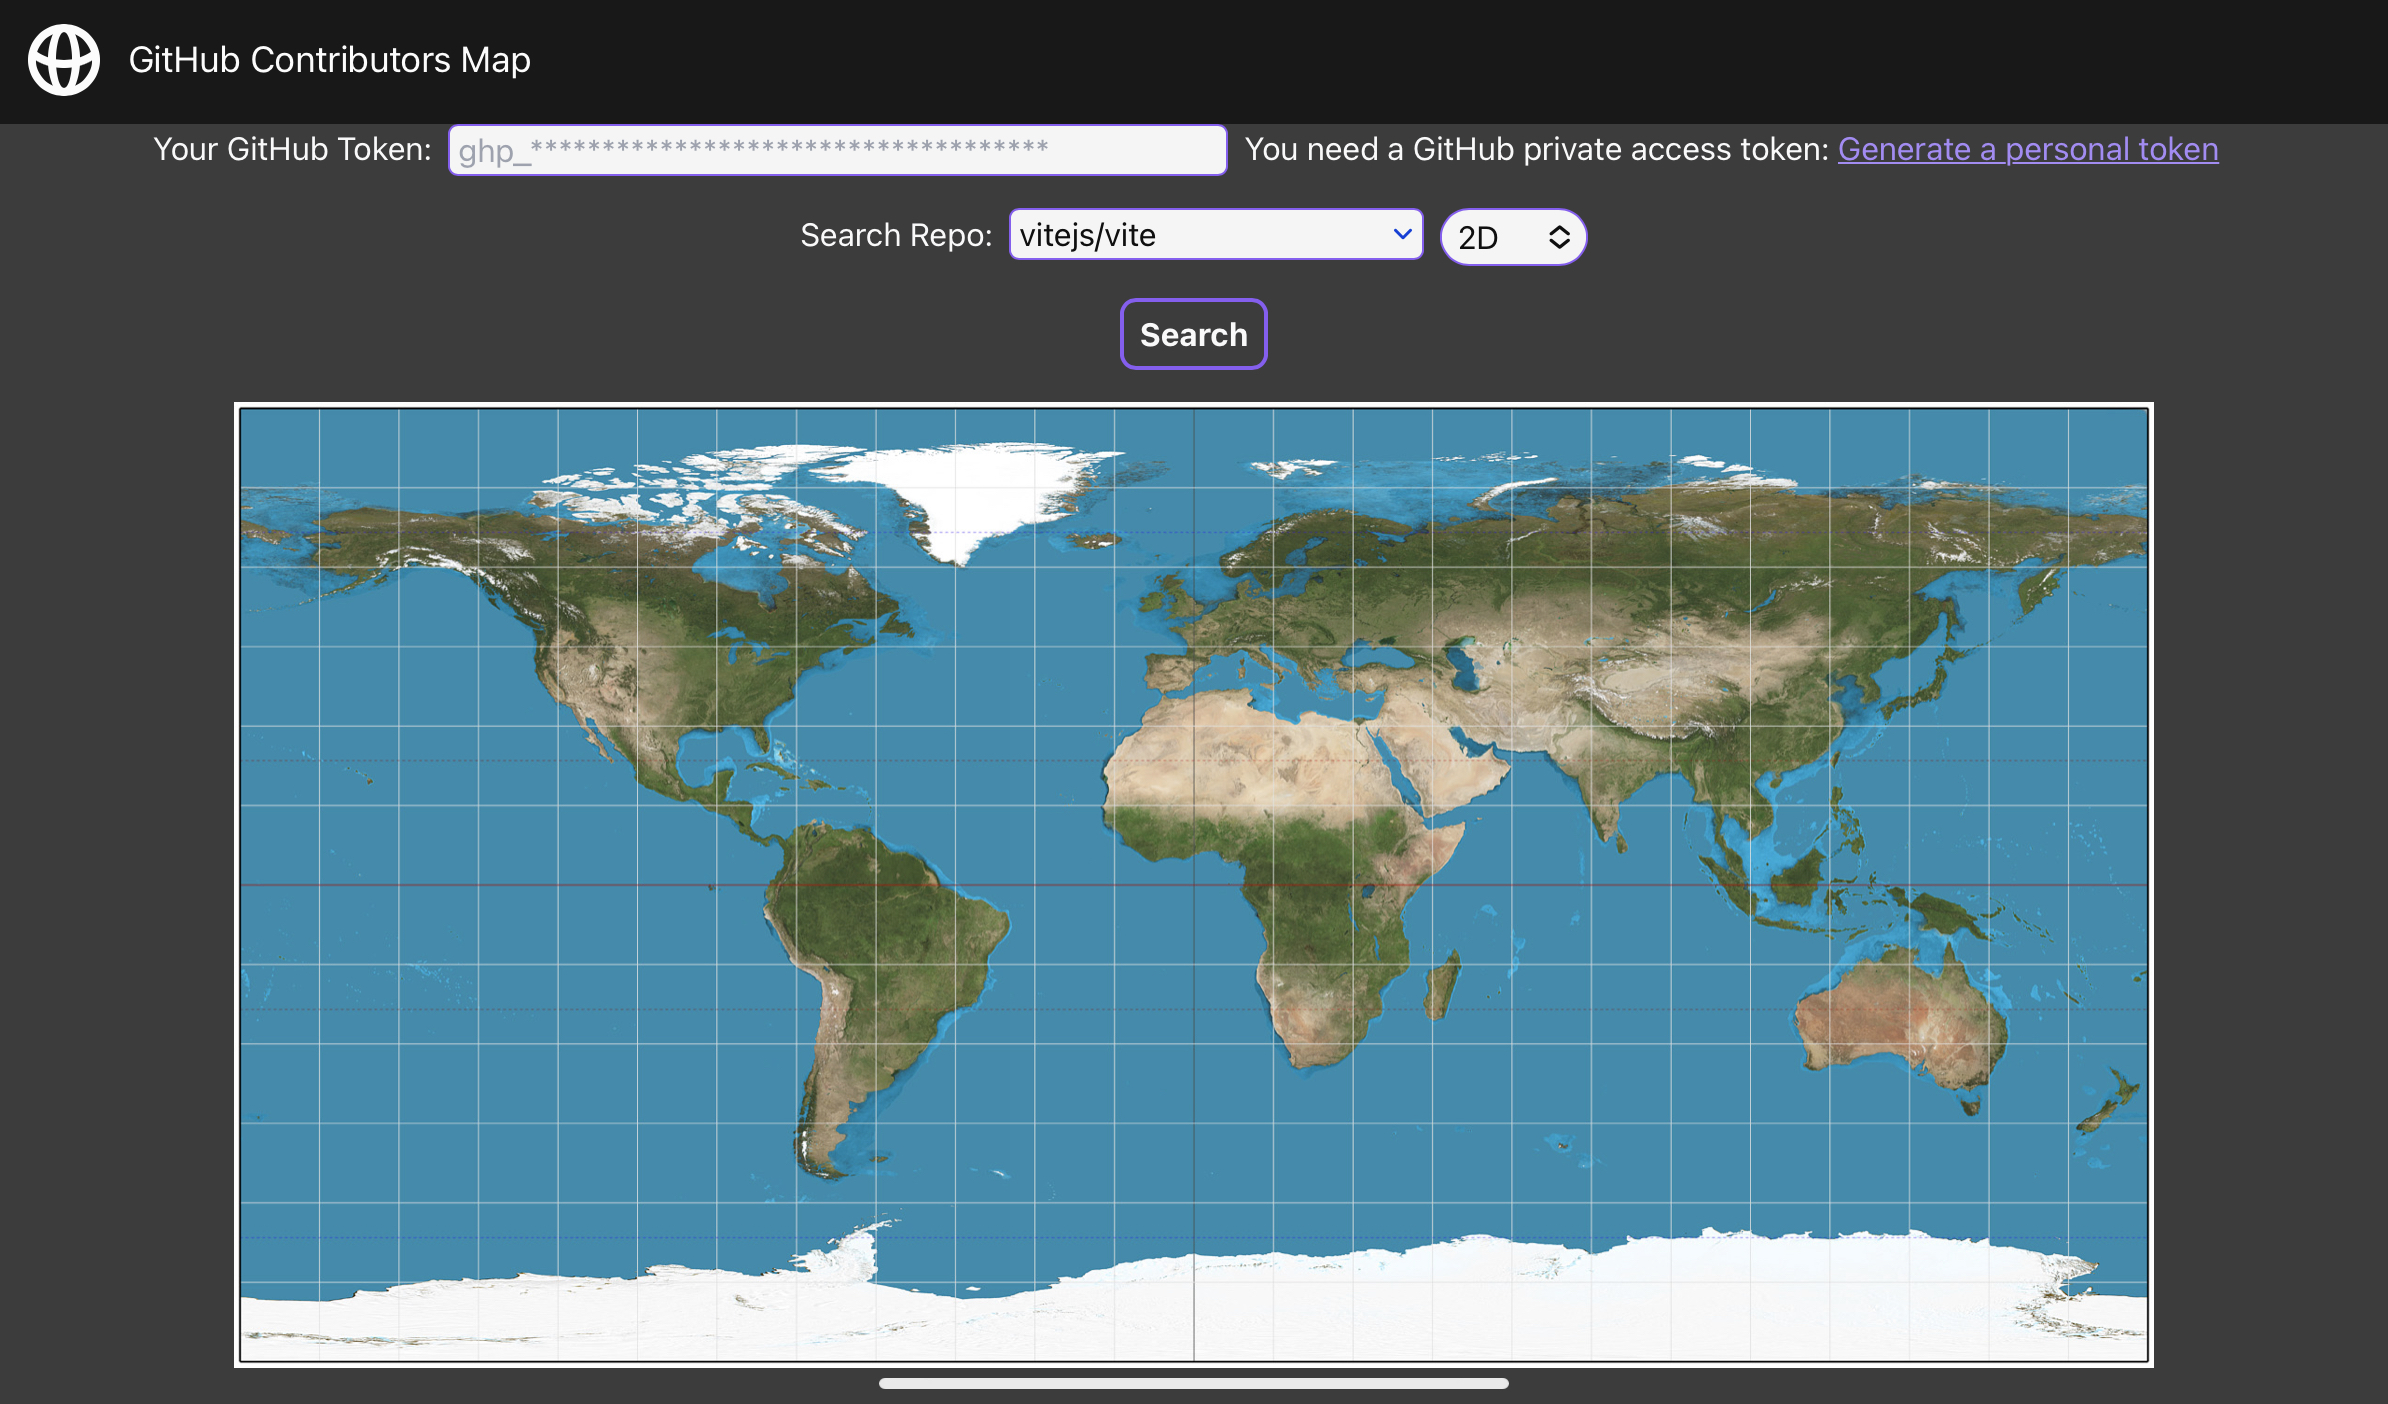 GitHub Contributors Map
Your GitHub Token: ghp_************************************ You need a GitHub private access token: Generate a personal token
Search Repo: vitejs/vite 2D
Search